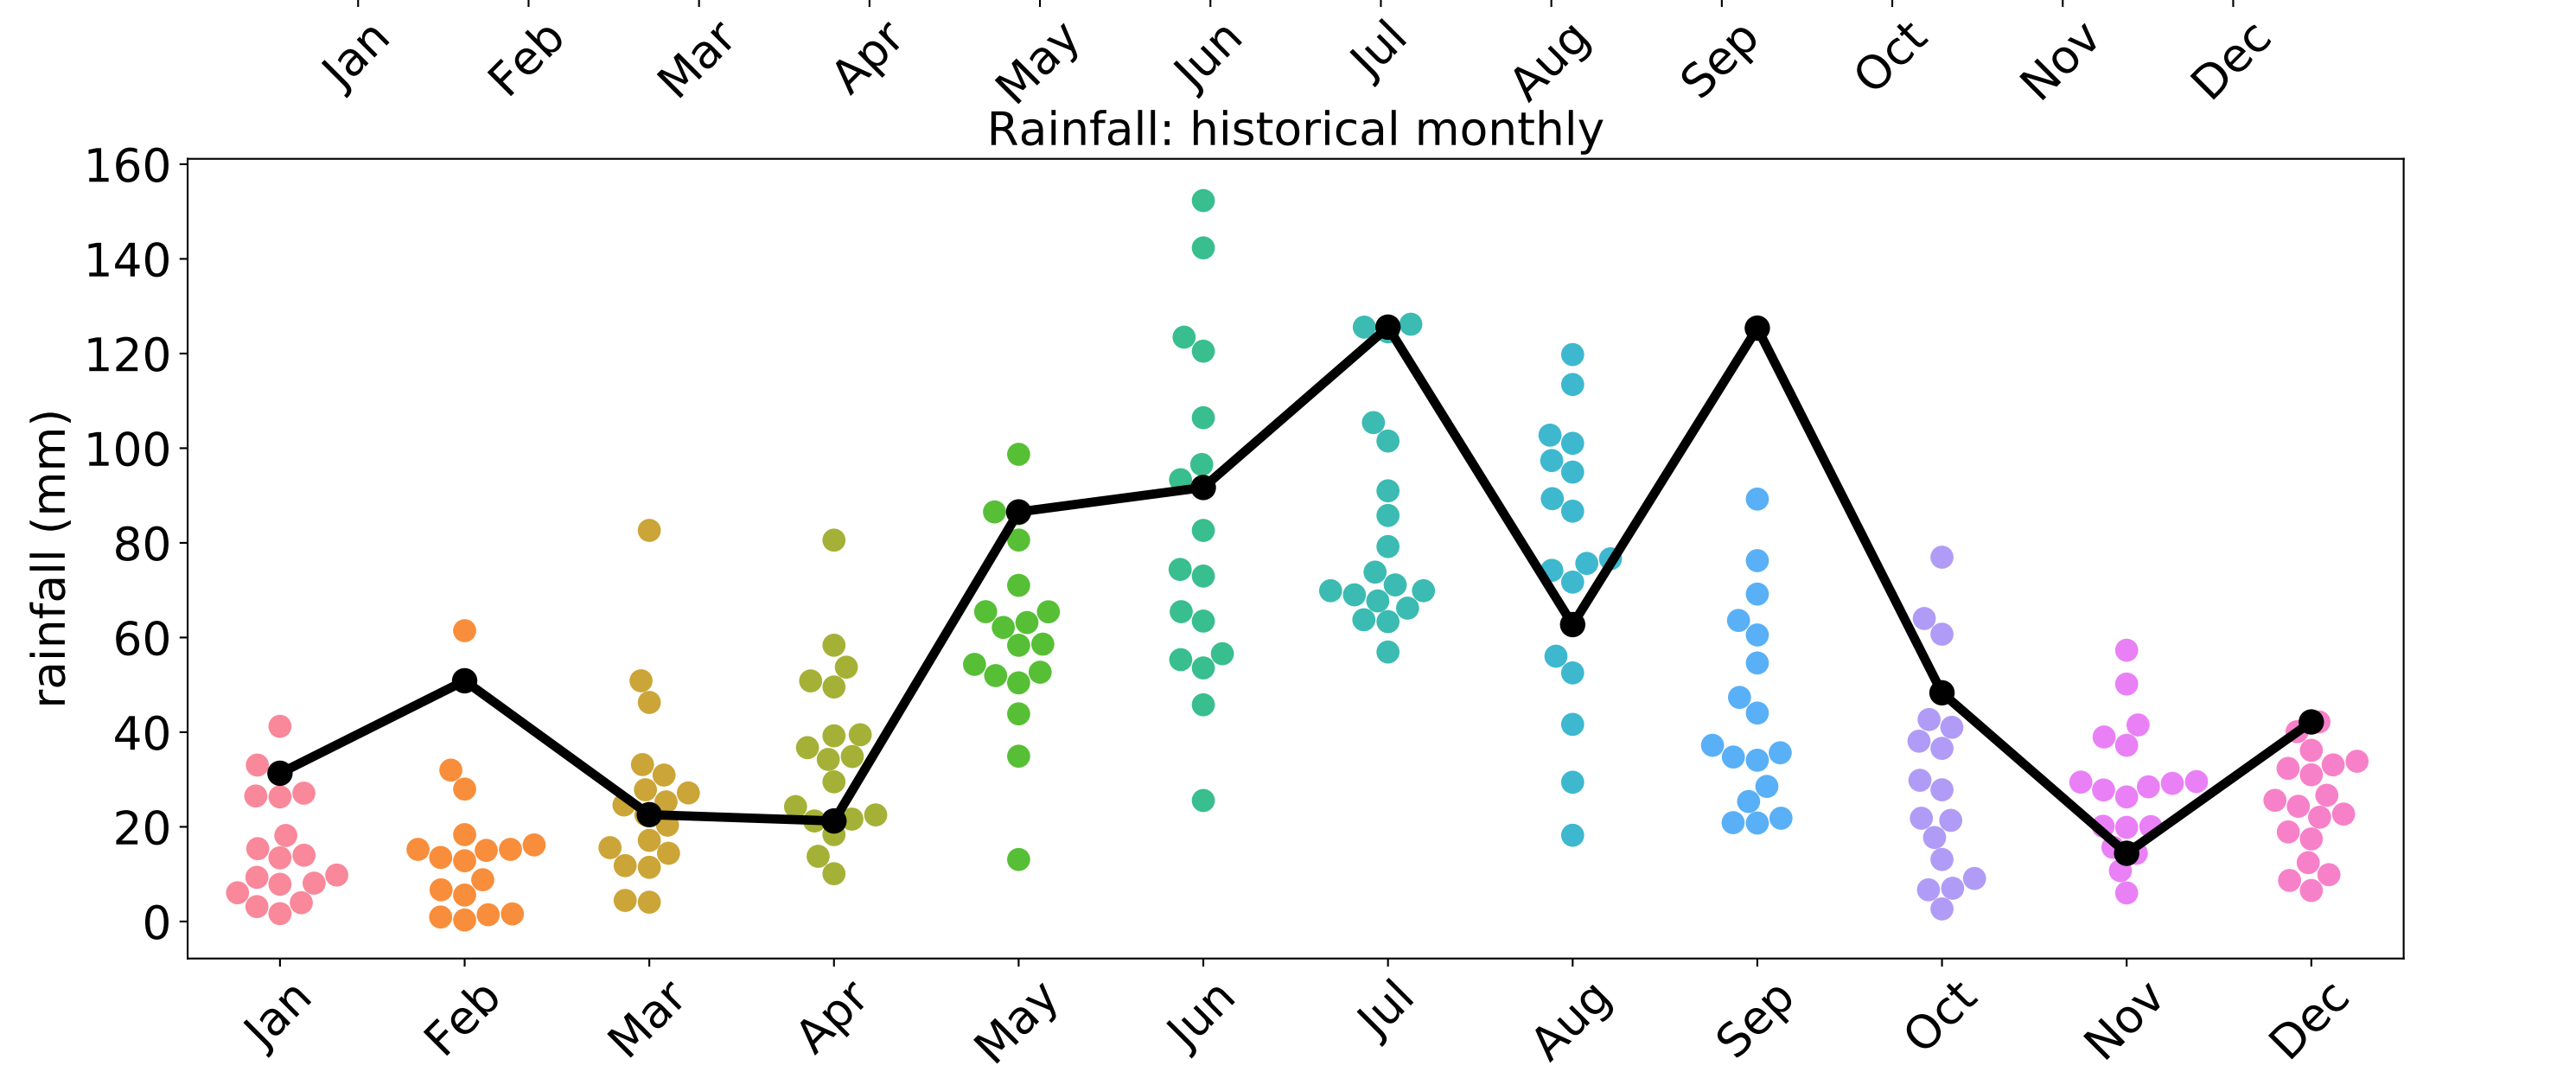 Jan Feb Mar Apr May Jun Jul Aug Sep Oct Nov Dec
Rainfall: historical monthly
160
140
120
100
80
60
40
20
0
rainfall (mm)
Jan Feb Mar Apr May Jun Jul Aug Sep Oct Nov Dec